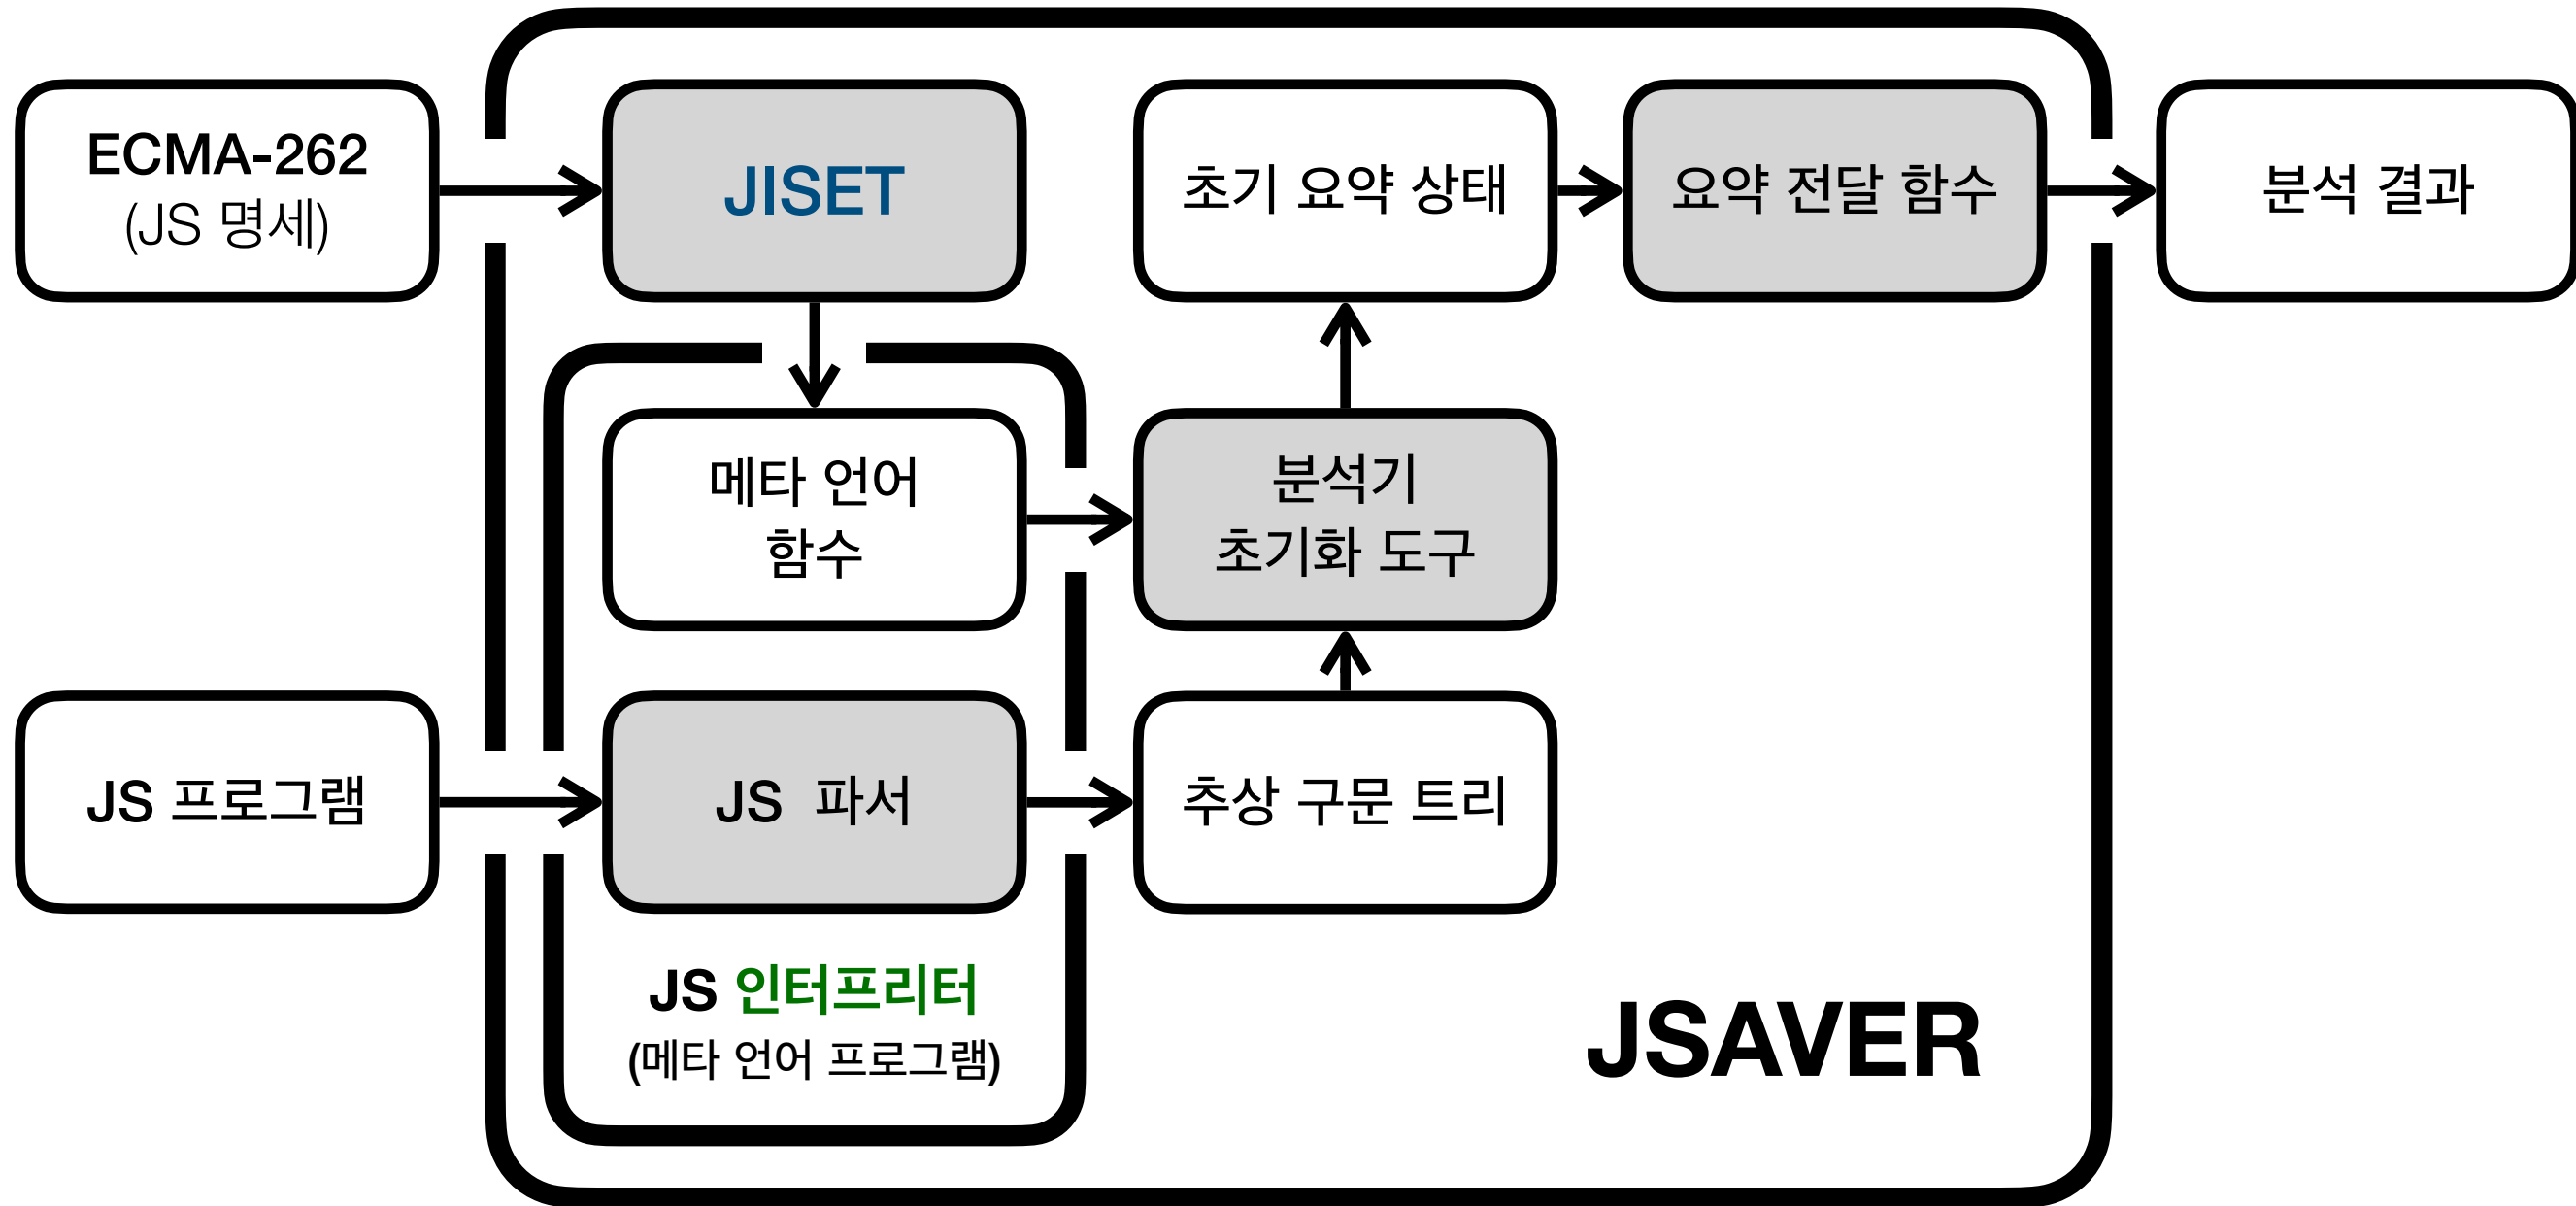 ECMA-262
(JS 명세)
JISET
초기 요약 상태
요약 전달 함수
분석 결과
메타 언어
함수
분석기
초기화 도구
JS 프로그램
JS 파서
추상 구문 트리
JS 인터프리터
(메타 언어 프로그램)
JSAVER